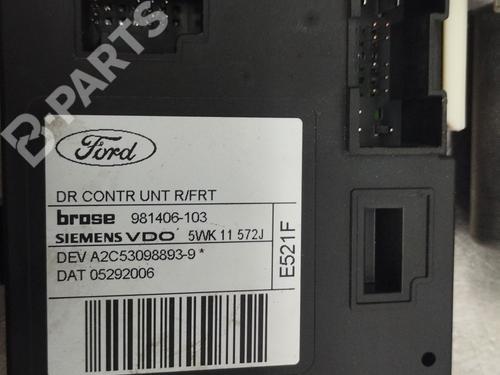 B-PARTS
Ford
DR CONTR UNT R/FRT
brose 981406-103
SIEMENS VDO 5WK 11 572J
DEV A2C53098893-9 *
DAT 05292006
E521F